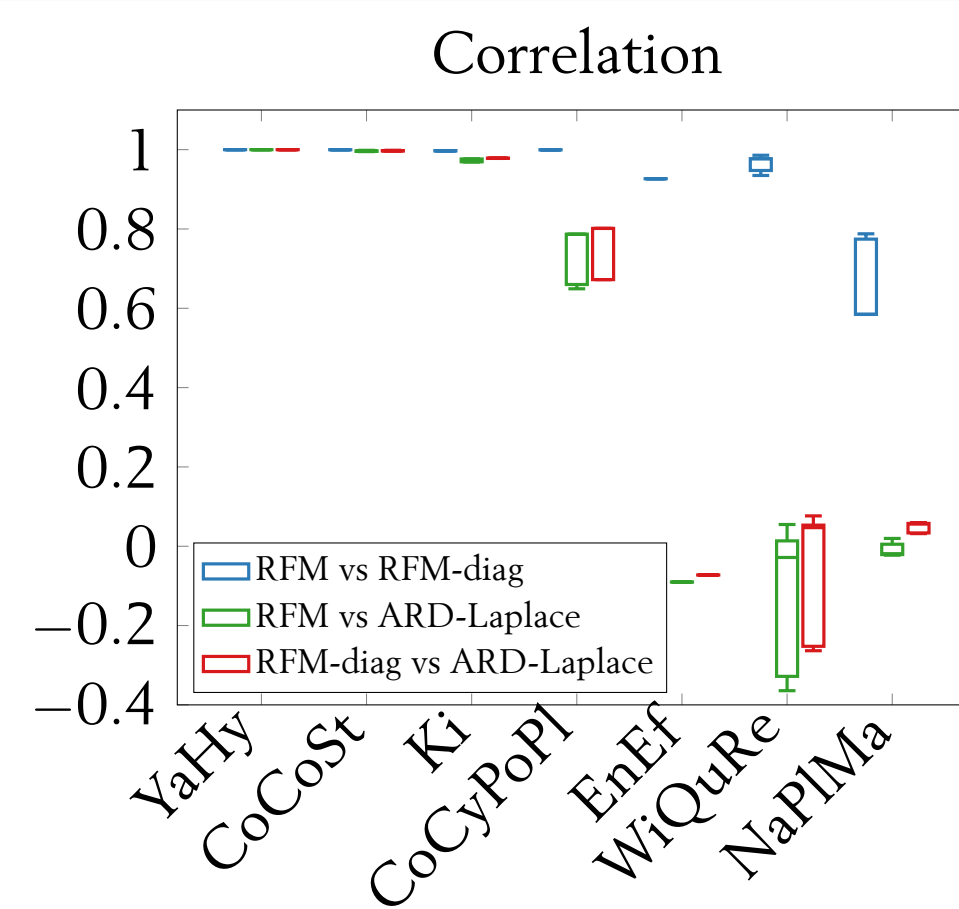 Correlation
1
0.8
0.6
0.4
0.2
0
−0.2
−0.4
RFM vs RFM-diag
RFM vs ARD-Laplace
RFM-diag vs ARD-Laplace
YaHy
CoCoSt
Ki
CoCyPoPl
EnEf
WiQuRe
NaPlMa